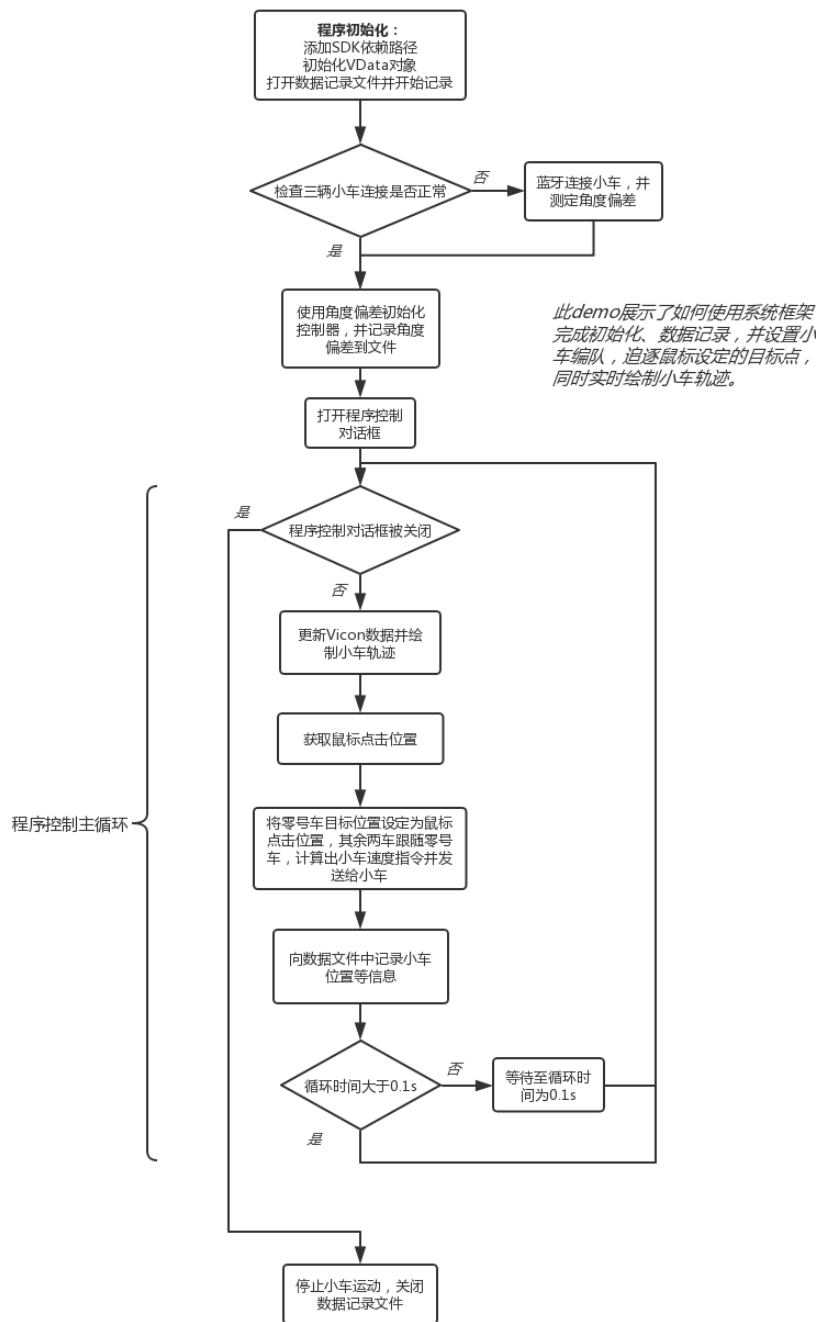 程序初始化：
添加SDK依赖路径
初始化VData对象
打开数据记录文件并开始记录
检查三辆小车连接是否正常
否
蓝牙连接小车，并
测定角度偏差
是
使用角度偏差初始化
控制器，并记录角度
偏差到文件
此demo展示了如何使用系统框架
完成初始化、数据记录，并设置小
车编队，追逐鼠标设定的目标点，
同时实时绘制小车轨迹。
打开程序控制
对话框
是
程序控制对话框被关闭
否
更新Vicon数据并绘
制小车轨迹
获取鼠标点击位置
程序控制主循环
将零号车目标位置设定为鼠标
点击位置，其余两车跟随零号
车，计算出小车速度指令并发
送给小车
向数据文件中记录小车
位置等信息
循环时间大于0.1s
否
等待至循环时
间为0.1s
是
停止小车运动，关闭
数据记录文件